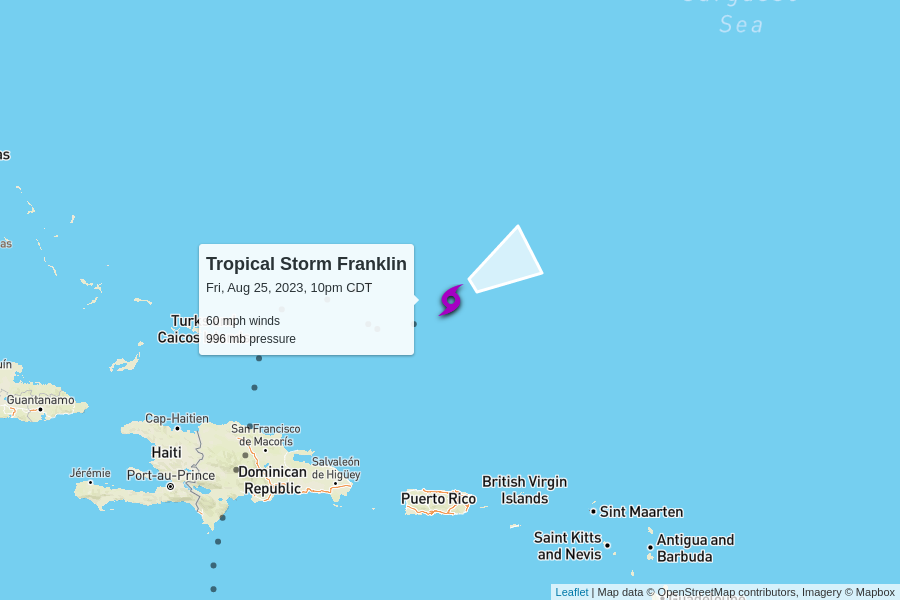 Sea
Tropical Storm Franklin
Fri, Aug 25, 2023, 10pm CDT
60 mph winds
996 mb pressure
Turk
Caicos
Guantanamo
Cap-Haitien
San Francisco
de Macorís
Haiti
Salvaleón
de Higüey
Jérémie
Port-au-Prince
Dominican
Republic
Puerto Rico
British Virgin
Islands
Sint Maarten
Saint Kitts
and Nevis
Antigua and
Barbuda
Leaflet | Map data © OpenStreetMap contributors, Imagery © Mapbox